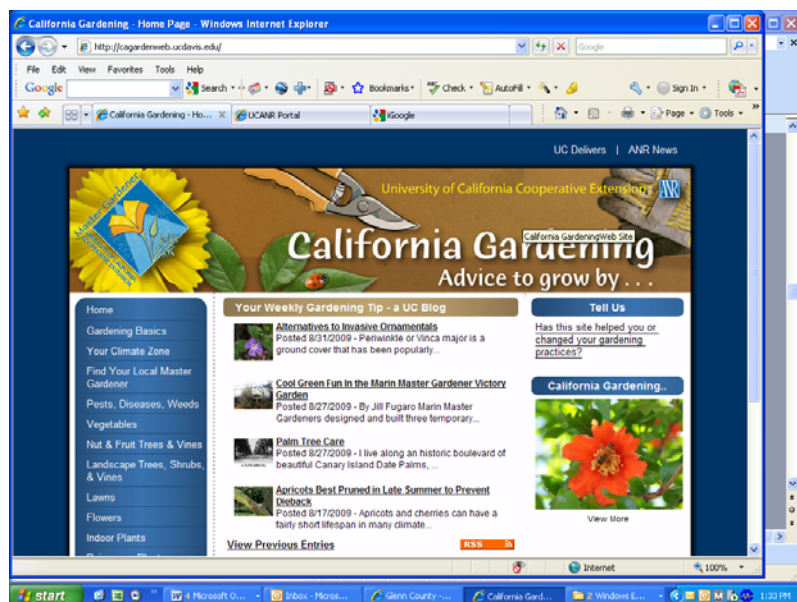 California Gardening - Home Page - Windows Internet Explorer
http://cagardenweb.ucdavis.edu/
Google
File Edit View Favorites Tools Help
Google Search Bookmarks Check AutoFill Sign In
California Gardening - Ho... UCANR Portal iGoogle Page Tools
UC Delivers | ANR News
Master Gardener
University of California Cooperative Extension ANR
California Gardening
California GardeningWeb Site
Advice to grow by . . .
Home
Gardening Basics
Your Climate Zone
Find Your Local Master
Gardener
Pests, Diseases, Weeds
Vegetables
Nut & Fruit Trees & Vines
Landscape Trees, Shrubs,
& Vines
Lawns
Flowers
Indoor Plants
Your Weekly Gardening Tip - a UC Blog
Alternatives to Invasive Ornamentals
Posted 8/31/2009 - Periwinkle or Vinca major is a
ground cover that has been popularly...
Cool Green Fun In the Marin Master Gardener Victory
Garden
Posted 8/27/2009 - By Jill Fugaro Marin Master
Gardeners designed and built three temporary...
Palm Tree Care
Posted 8/27/2009 - I live along an historic boulevard of
beautiful Canary Island Date Palms, ...
Apricots Best Pruned in Late Summer to Prevent
Dieback
Posted 8/17/2009 - Apricots and cherries can have a
fairly short lifespan in many climate...
View Previous Entries RSS
Tell Us
Has this site helped you or
changed your gardening
practices?
California Gardening..
View More
Internet 100%
start 4 Microsoft O... Inbox - Micros... Glenn County -... California Gard... 2 Windows E... 1:33 PM